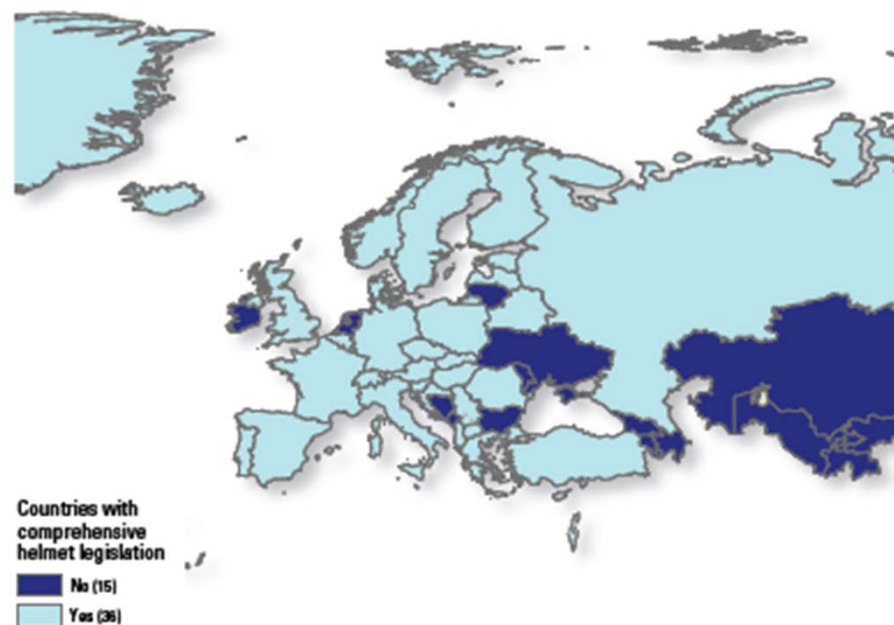 Countries with
comprehensive
helmet legislation
No (15)
Yes (36)